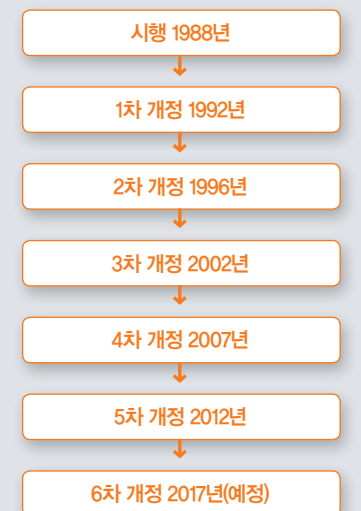 시행 1988년
1차 개정 1992년
2차 개정 1996년
3차 개정 2002년
4차 개정 2007년
5차 개정 2012년
6차 개정 2017년(예정)